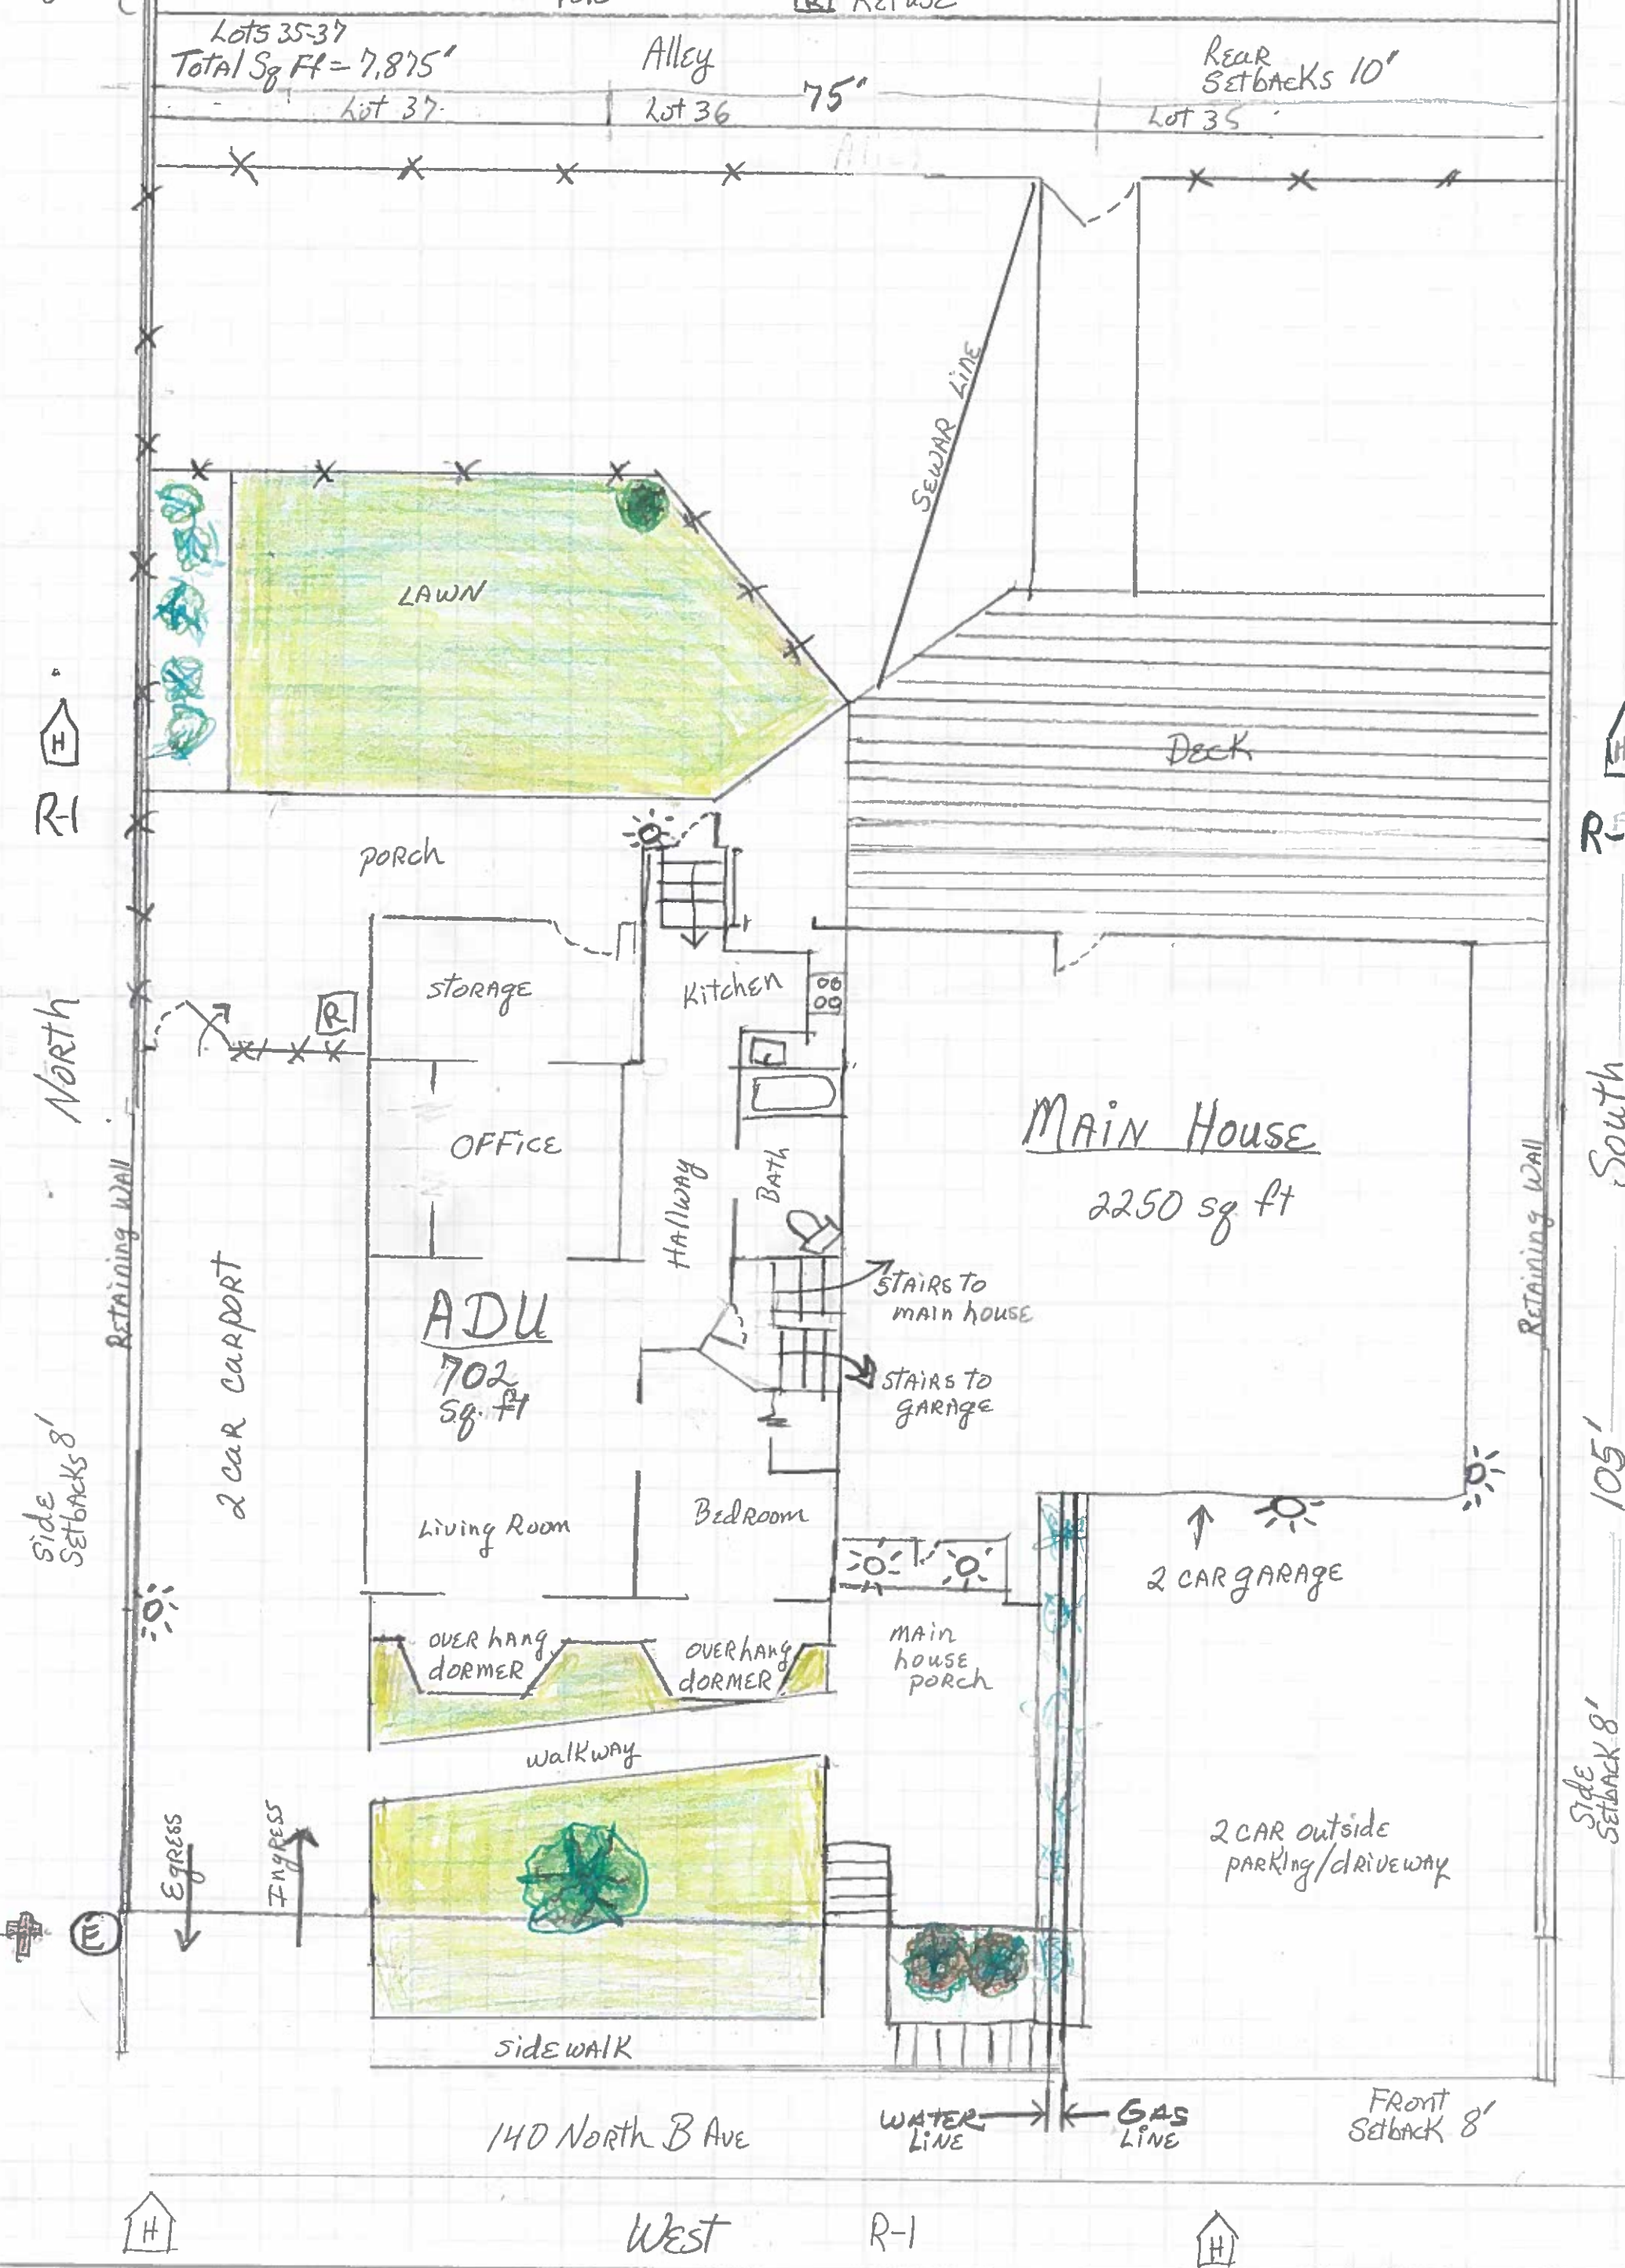 [R] Refuse
Lots 35-37
Total Sq Ft = 7,875"
Alley
75"
Rear
Setbacks 10'
Lot 37
Lot 36
Lot 35
Sewar Line
Lawn
H
R-1
Deck
R-
Porch
Storage
Kitchen
R
North
Office
Hallway
Bath
Main House
2250 sq ft
South
Retaining Wall
Retaining Wall
2 car carport
ADU
702
Sq. ft
Stairs to
main house
Stairs to
garage
Side
Setbacks 8'
105'
Living Room
Bedroom
2 car garage
Overhang
dormer
Overhang
dormer
main
house
porch
walkway
Side
Setback 8'
Egress
Ingress
2 car outside
parking/driveway
E
Sidewalk
140 North B Ave
Water
Line
Gas
Line
Front
Setback 8'
H
West
R-1
H